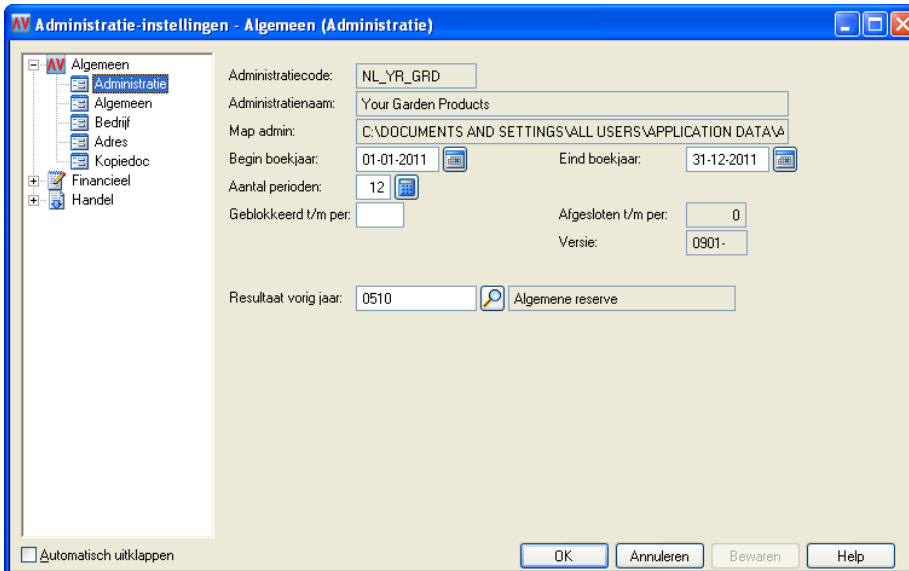 AV Administratie-instellingen - Algemeen (Administratie)
AV Algemeen
Administratie
Algemeen
Bedrijf
Adres
Kopiedoc
Financieel
Handel
Administratiecode: NL_YR_GRD
Administratienaam: Your Garden Products
Map admin: C:\DOCUMENTS AND SETTINGS\ALL USERS\APPLICATION DATA\A
Begin boekjaar: 01-01-2011 Eind boekjaar: 31-12-2011
Aantal perioden: 12
Geblokkeerd t/m per: Afgesloten t/m per: 0
Versie: 0901-
Resultaat vorig jaar: 0510 Algemene reserve
Automatisch uitklappen OK Annuleren Bewaren Help